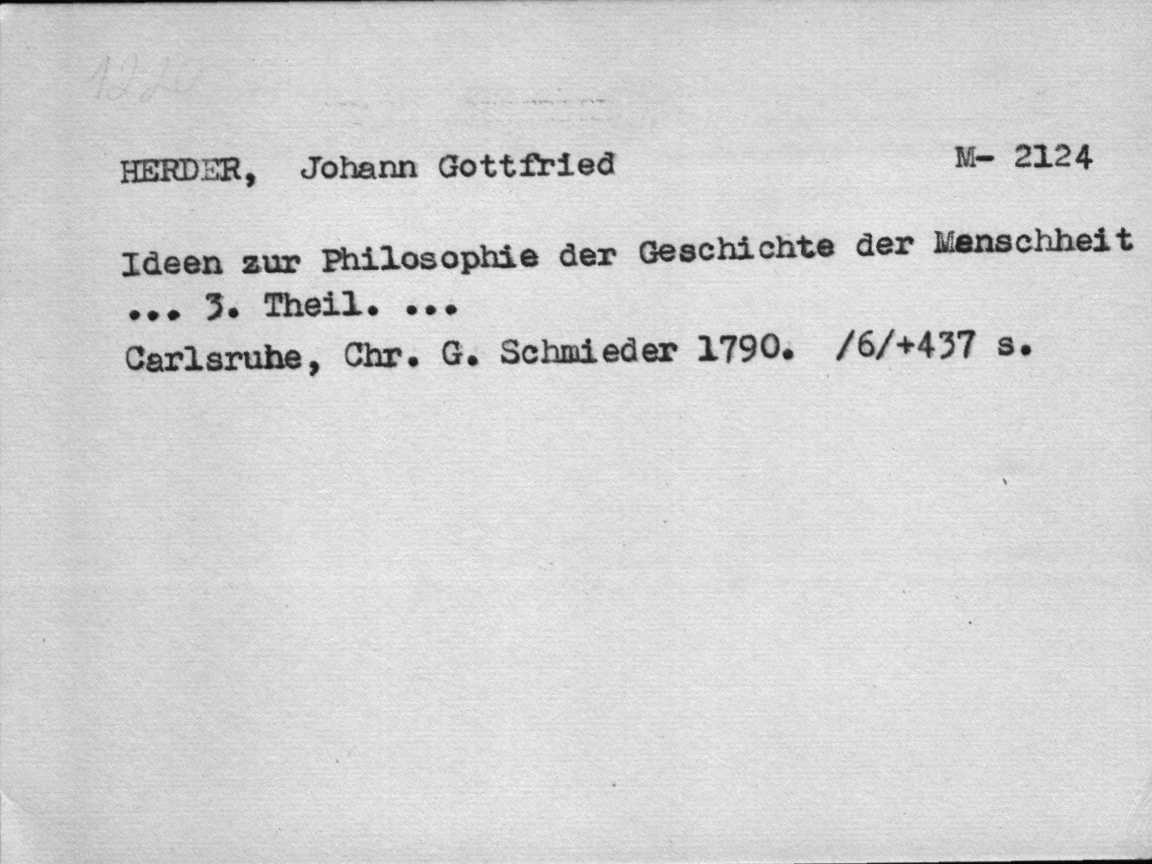 HERDER, Johann Gottfried M- 2124
Ideen zur Philosophie der Geschichte der Menschheit
... 3. Theil. ...
Carlsruhe, Chr. G. Schmieder 1790. /6/+437 s.